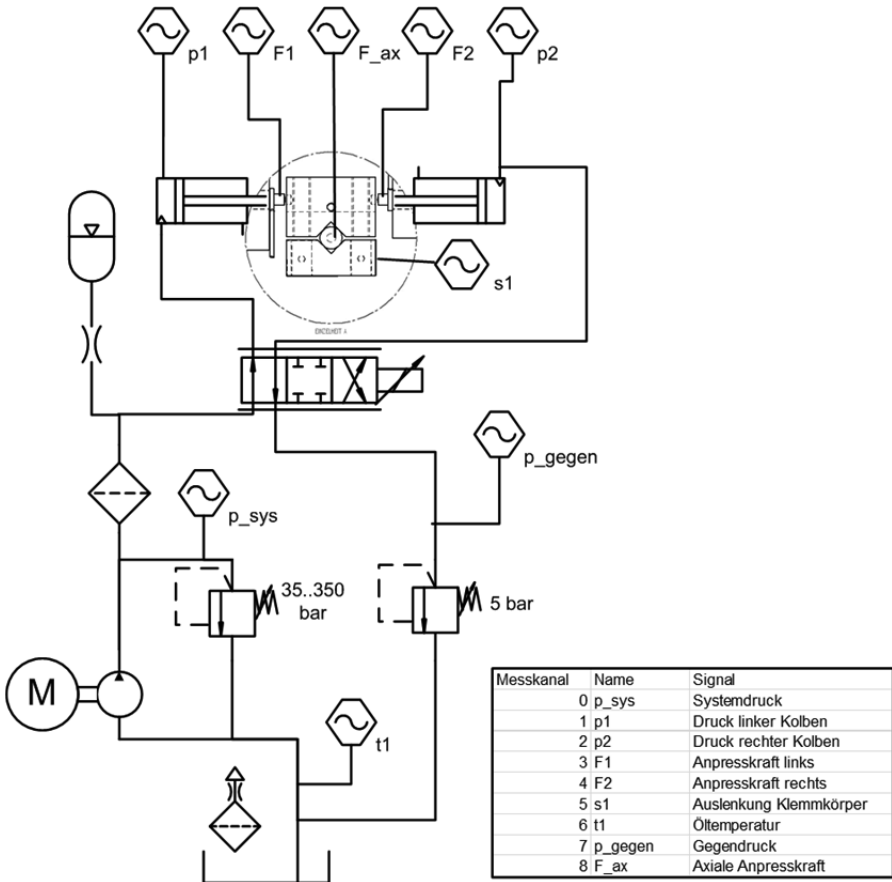 p1
F1
F_ax
F2
p2
s1
p_gegen
p_sys
35..350
bar
5 bar
M
t1
Messkanal Name Signal
0 p_sys Systemdruck
1 p1 Druck linker Kolben
2 p2 Druck rechter Kolben
3 F1 Anpresskraft links
4 F2 Anpresskraft rechts
5 s1 Auslenkung Klemmkörper
6 t1 Öltemperatur
7 p_gegen Gegendruck
8 F_ax Axiale Anpresskraft